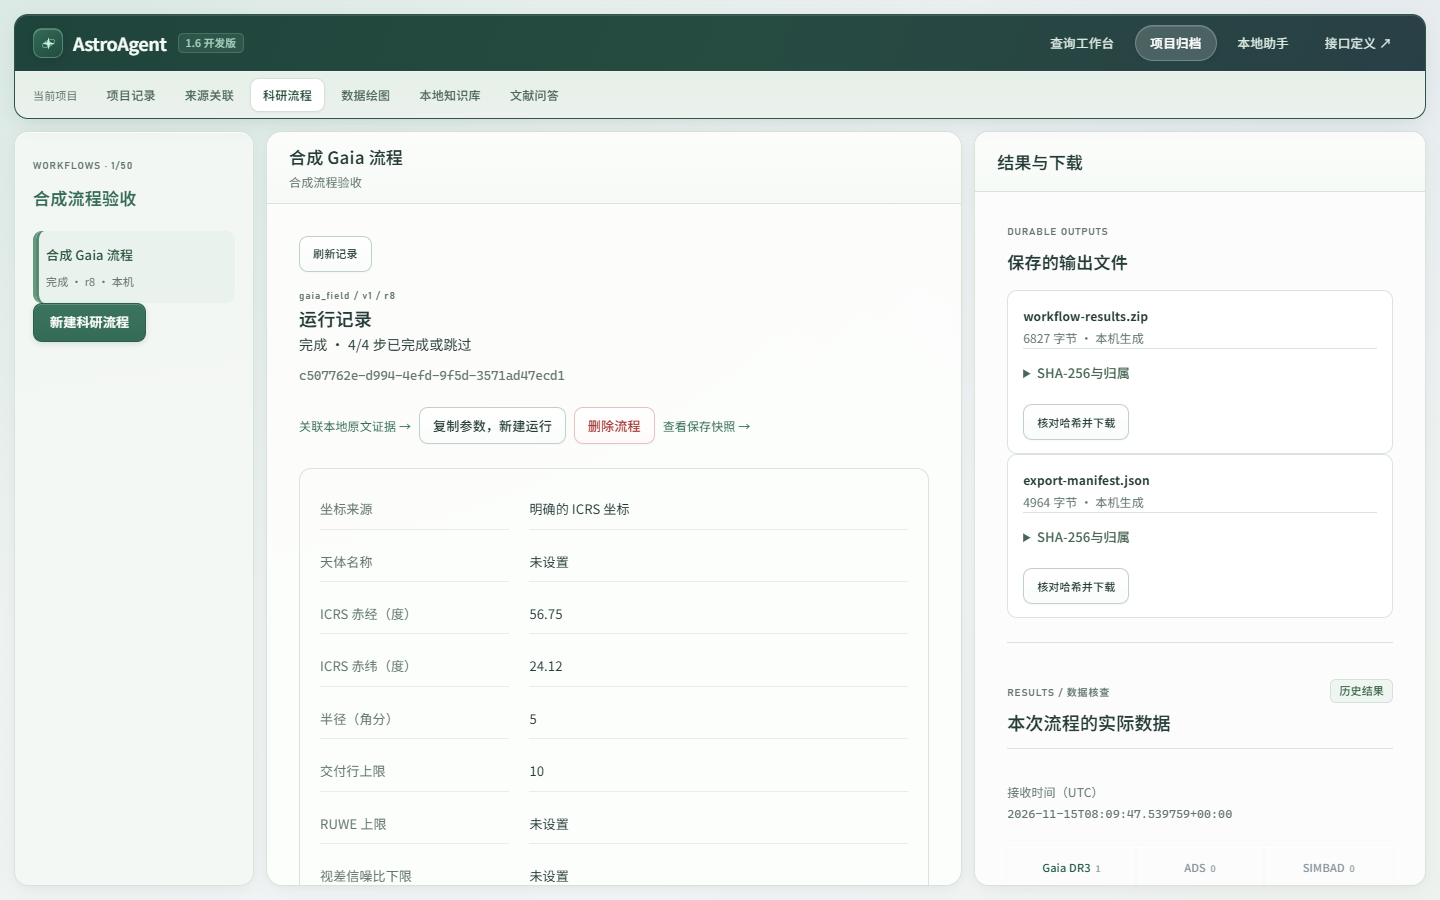 AstroAgent 1.6 开发版
查询工作台 项目归档 本地助手 接口定义 ↗
当前项目 项目记录 来源关联 科研流程 数据绘图 本地知识库 文献问答
WORKFLOWS · 1/50
合成流程验收
合成 Gaia 流程
完成 · r8 · 本机
新建科研流程
合成 Gaia 流程
合成流程验收
刷新记录
gaia_field / v1 / r8
运行记录
完成 · 4/4 步已完成或跳过
c507762e-d994-4efd-9f5d-3571ad47ecd1
关联本地原文证据 → 复制参数，新建运行 删除流程 查看保存快照 →
坐标来源 明确的 ICRS 坐标
天体名称 未设置
ICRS 赤经（度） 56.75
ICRS 赤纬（度） 24.12
半径（角分） 5
交付行上限 10
RUWE 上限 未设置
视差信噪比下限 未设置
结果与下载
DURABLE OUTPUTS
保存的输出文件
workflow-results.zip
6827 字节 · 本机生成
▶ SHA-256与归属
核对哈希并下载
export-manifest.json
4964 字节 · 本机生成
▶ SHA-256与归属
核对哈希并下载
RESULTS / 数据核查 历史结果
本次流程的实际数据
接收时间（UTC）
2026-11-15T08:09:47.539759+00:00
Gaia DR3 1 ADS 0 SIMBAD 0